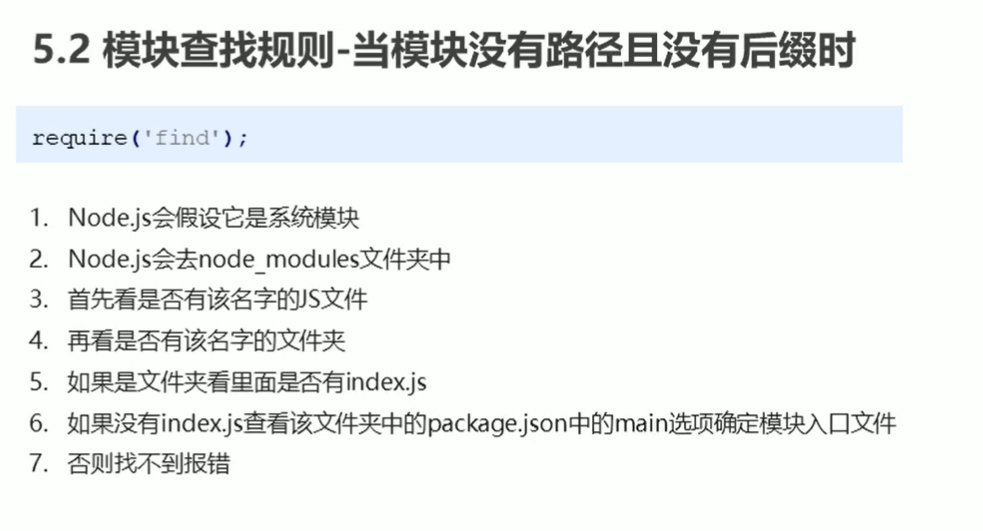 5.2 模块查找规则-当模块没有路径且没有后缀时
require('find');
1. Node.js会假设它是系统模块
2. Node.js会去node_modules文件夹中
3. 首先看是否有该名字的JS文件
4. 再看是否有该名字的文件夹
5. 如果是文件夹看里面是否有index.js
6. 如果没有index.js查看该文件夹中的package.json中的main选项确定模块入口文件
7. 否则找不到报错